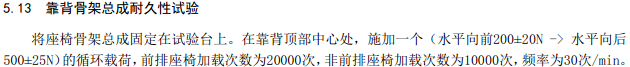 5.13 靠背骨架总成耐久性试验
将座椅骨架总成固定在试验台上。在靠背顶部中心处，施加一个（水平向前200±20N -> 水平向后
500±25N）的循环载荷，前排座椅加载次数为20000次，非前排座椅加载次数为10000次，频率为30次/min。